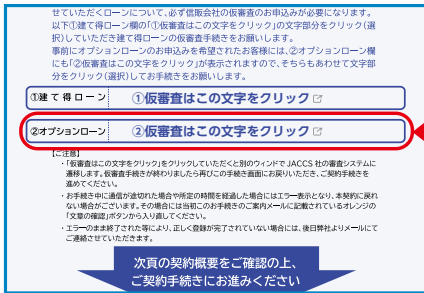 せていただくローンについて、必ず信販会社の仮審査のお申込みが必要になります。
以下①建て得ローン欄の「①仮審査はこの文字をクリック」の文字部分をクリック（選
択）していただき建て得ローンの仮審査手続をお願いします。
事前にオプションローンのお申込みを希望されたお客様には、②オプションローン欄
にも「②仮審査はこの文字をクリック」が表示されますので、そちらもあわせて文字部
分をクリック（選択）してお手続きをお願いします。
①建て得ローン ①仮審査はこの文字をクリック
②オプションローン ②仮審査はこの文字をクリック
【ご注意】
・「仮審査はこの文字をクリック」をクリックしていただくと別のウィンドで JACCS 社の審査システムに
遷移します。仮審査手続が終わりましたら再びこの手続き画面にお戻りいただき、ご契約手続きを
進めてください。
・お手続き中に通信が途切れた場合や所定の時間を経過した場合にはエラー表示となり、本契約に戻れ
ない場合がございます。その場合には当初このお手続きのご案内メールに記載されているオレンジの
「文章の確認」ボタンから入り直してください。
・エラーのまま終了された等により、正しく登録が完了されていない場合には、後日弊社よりメールにて
ご連絡させていただきます。
次頁の契約概要をご確認の上、
ご契約手続きにお進みください